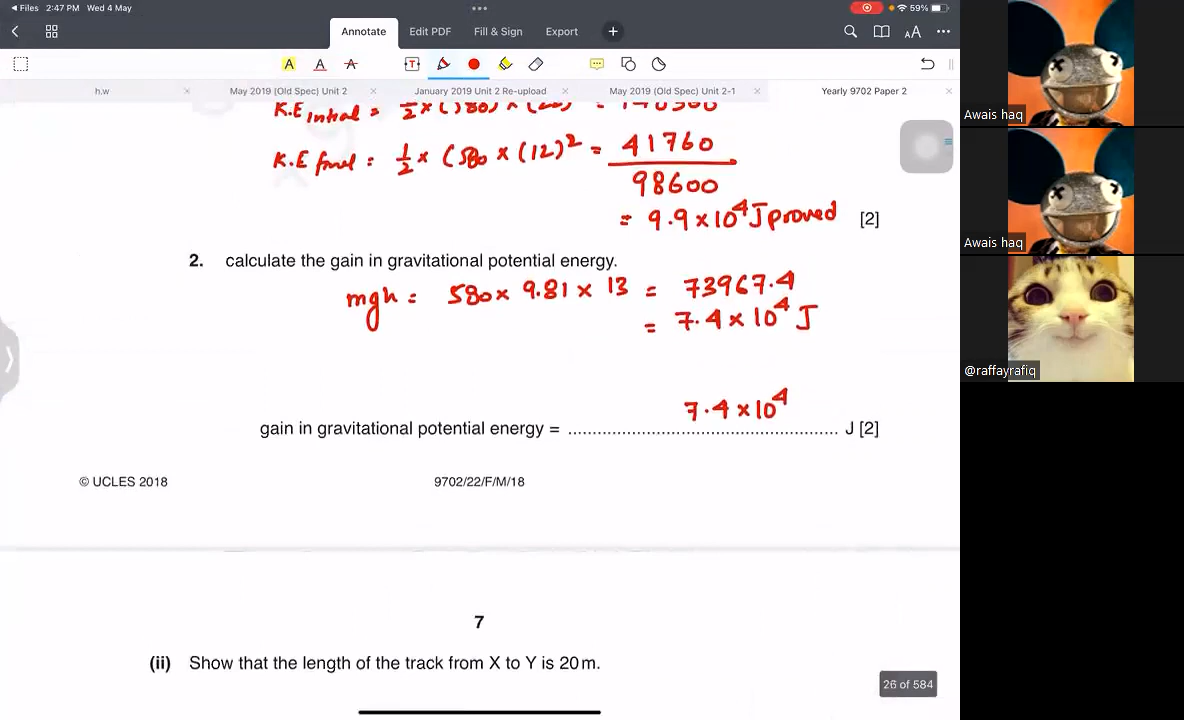 Files 2:47 PM Wed 4 May 59%
Annotate Edit PDF Fill & Sign Export
h.w May 2019 (Old Spec) Unit 2 January 2019 Unit 2 Re-upload May 2019 (Old Spec) Unit 2-1 Yearly 9702 Paper 2
K.E initial = 1/2 × (580) ×
K.E final = 1/2 × (580 × (12)² = 41760
98600
= 9.9 × 10⁴ J proved [2]
2. calculate the gain in gravitational potential energy.
mgh = 580 × 9.81 × 13 = 73967.4
= 7.4 × 10⁴ J
7.4 × 10⁴
gain in gravitational potential energy = ...................................................... J [2]
© UCLES 2018 9702/22/F/M/18
7
(ii) Show that the length of the track from X to Y is 20 m.
26 of 584
Awais haq
Awais haq
@raffayrafiq